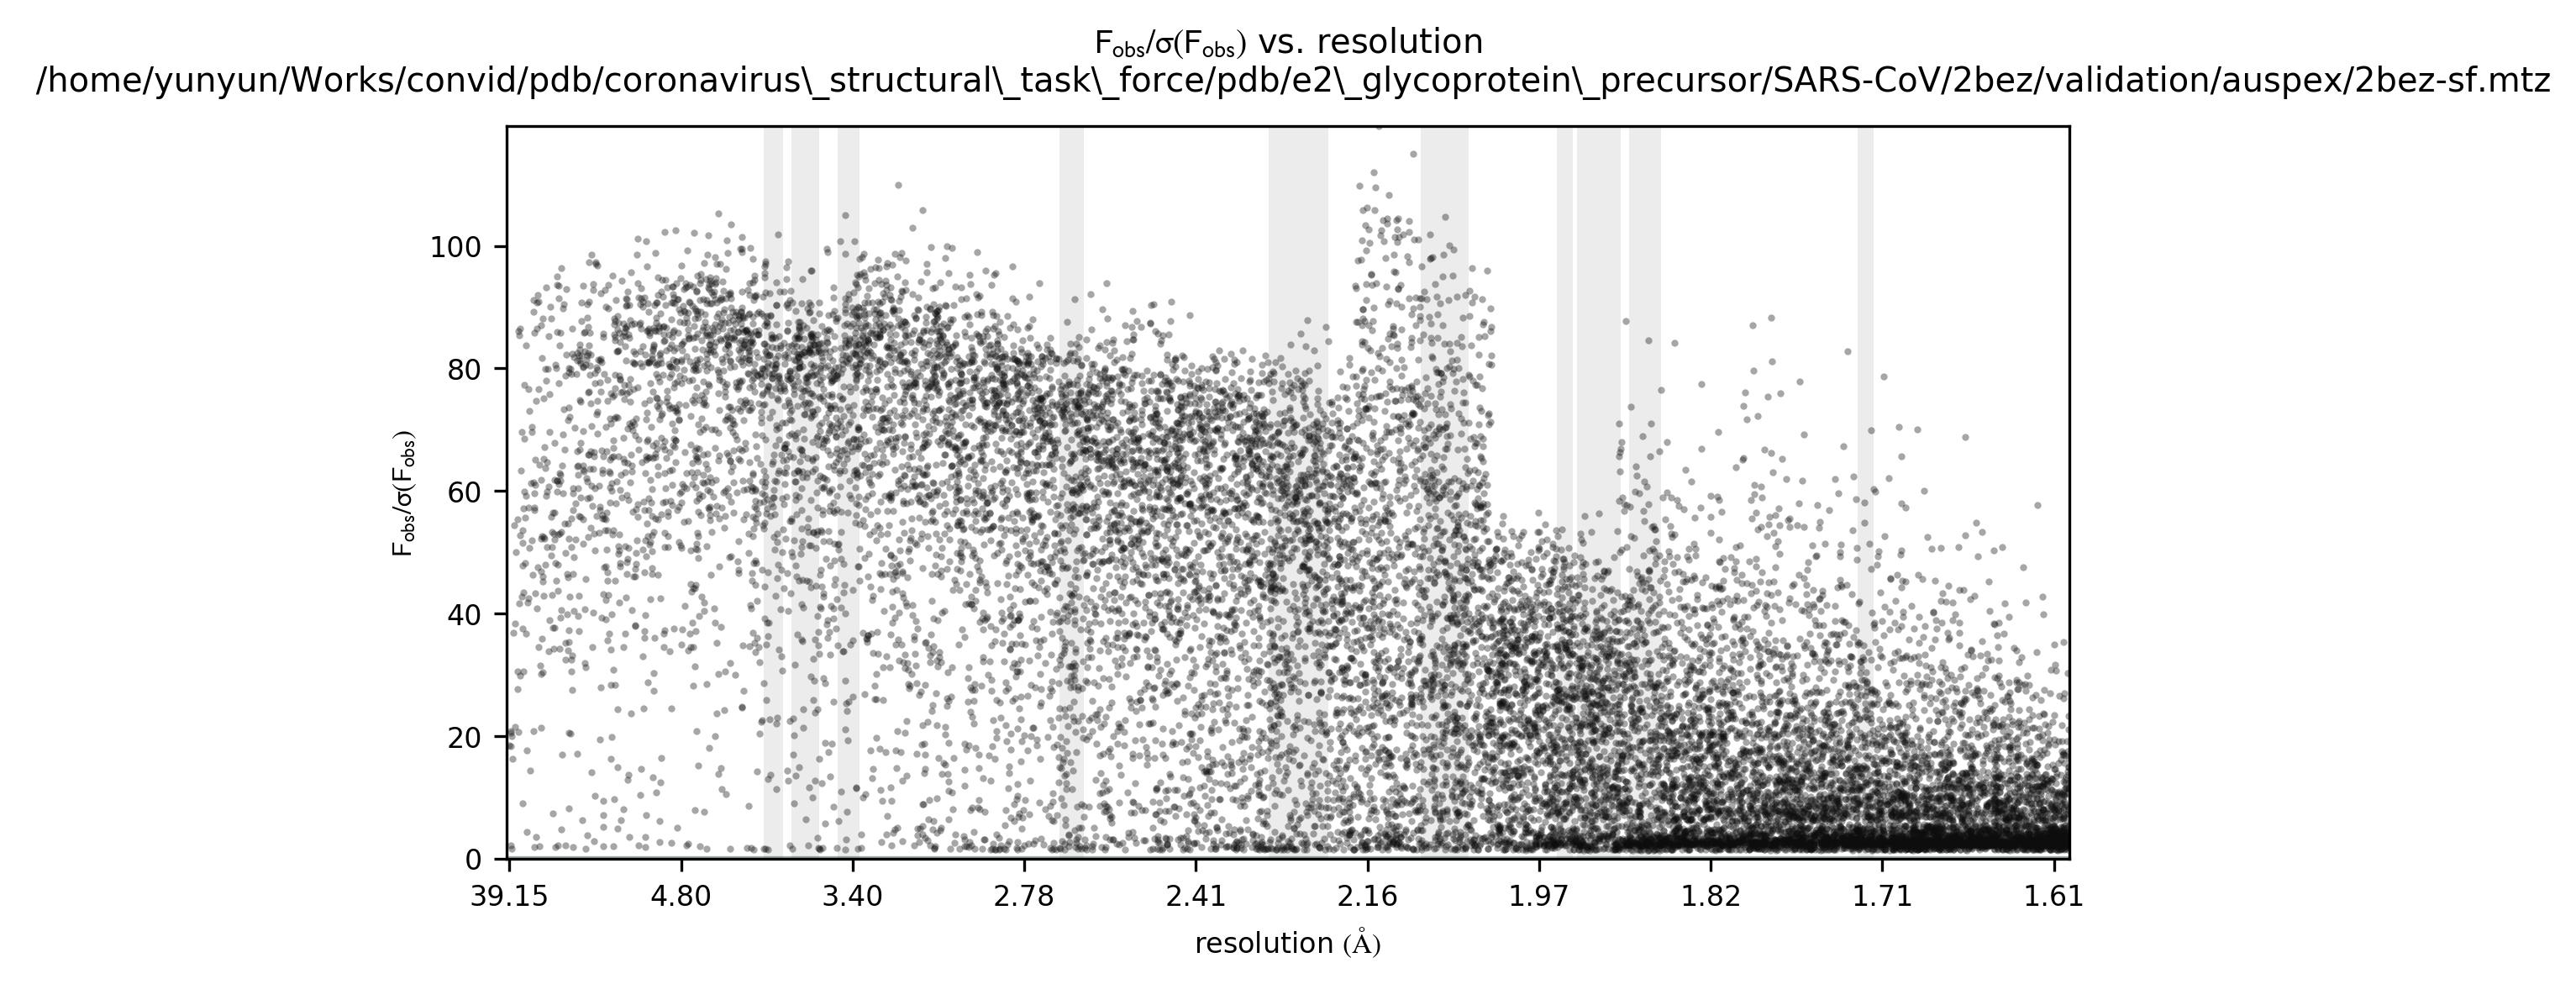 Fobs/σ(Fobs) vs. resolution
/home/yunyun/Works/convid/pdb/coronavirus\_structural\_task\_force/pdb/e2\_glycoprotein\_precursor/SARS-CoV/2bez/validation/auspex/2bez-sf.mtz
Fobs/σ(Fobs)
100
80
60
40
20
0
39.15 4.80 3.40 2.78 2.41 2.16 1.97 1.82 1.71 1.61
resolution (Å)